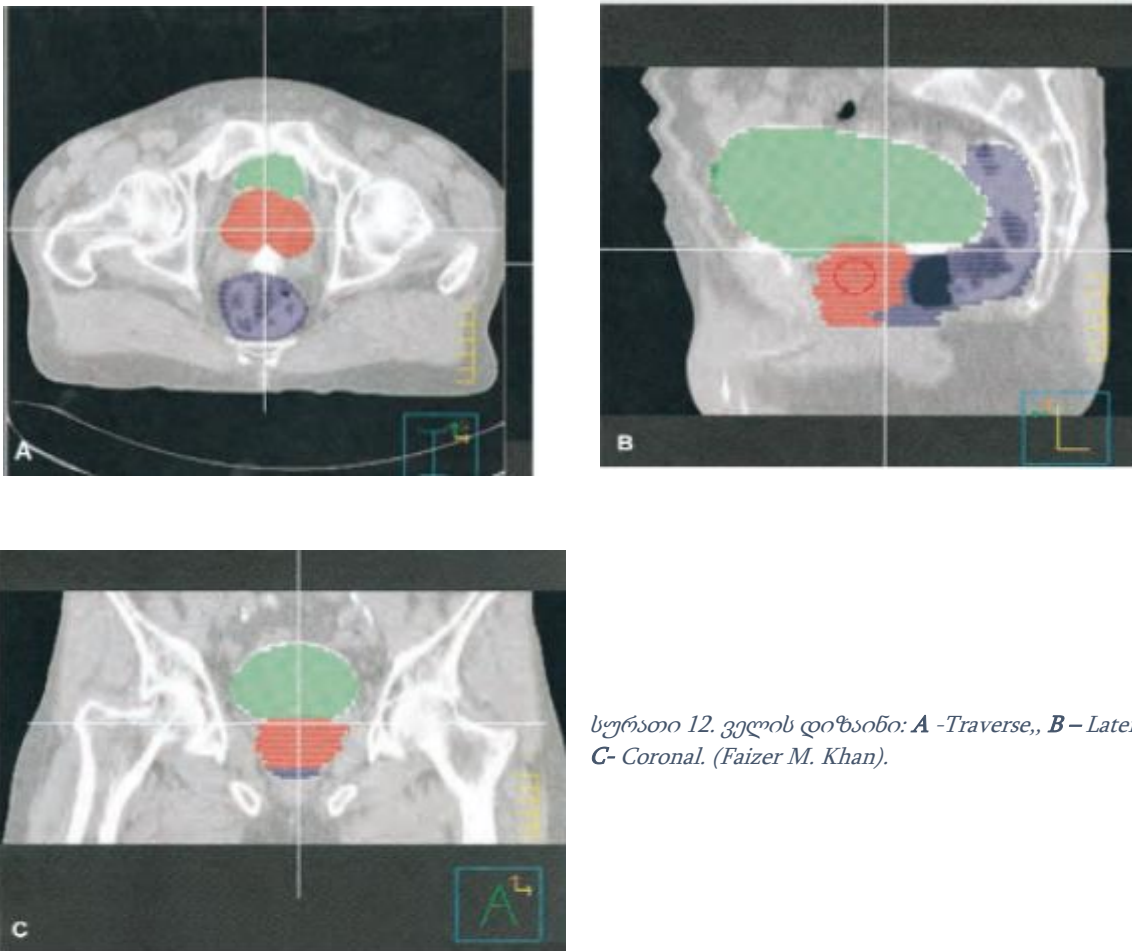 A
B
C
A
სურათი 12. ველის დიზაინი: A -Traverse,, B – Later
C- Coronal. (Faizer M. Khan).